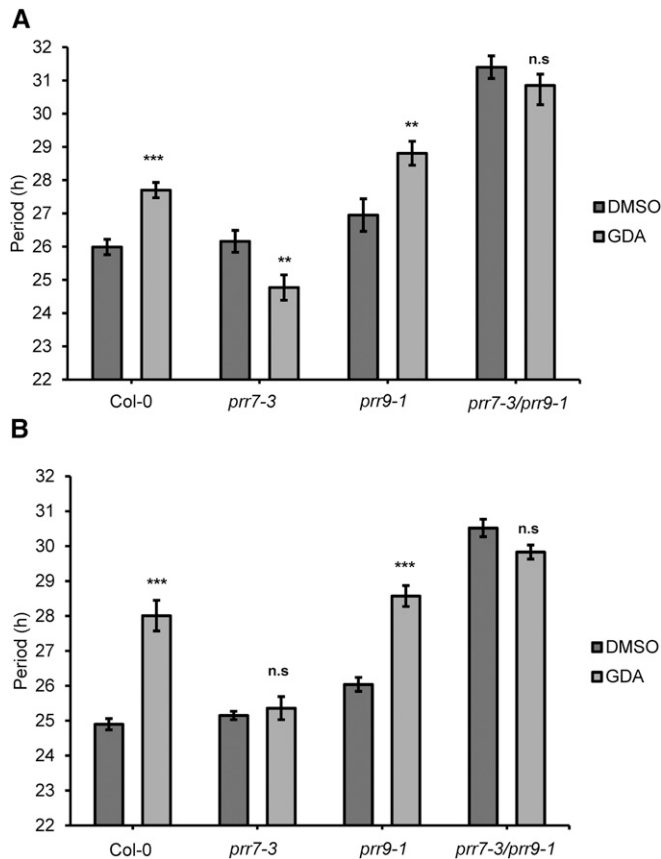 A
32
31
30
29
28
27
26
25
24
23
22
Period (h)
***
**
**
n.s
DMSO
GDA
Col-0 prr7-3 prr9-1 prr7-3/prr9-1
B
32
31
30
29
28
27
26
25
24
23
22
Period (h)
***
n.s
***
n.s
DMSO
GDA
Col-0 prr7-3 prr9-1 prr7-3/prr9-1